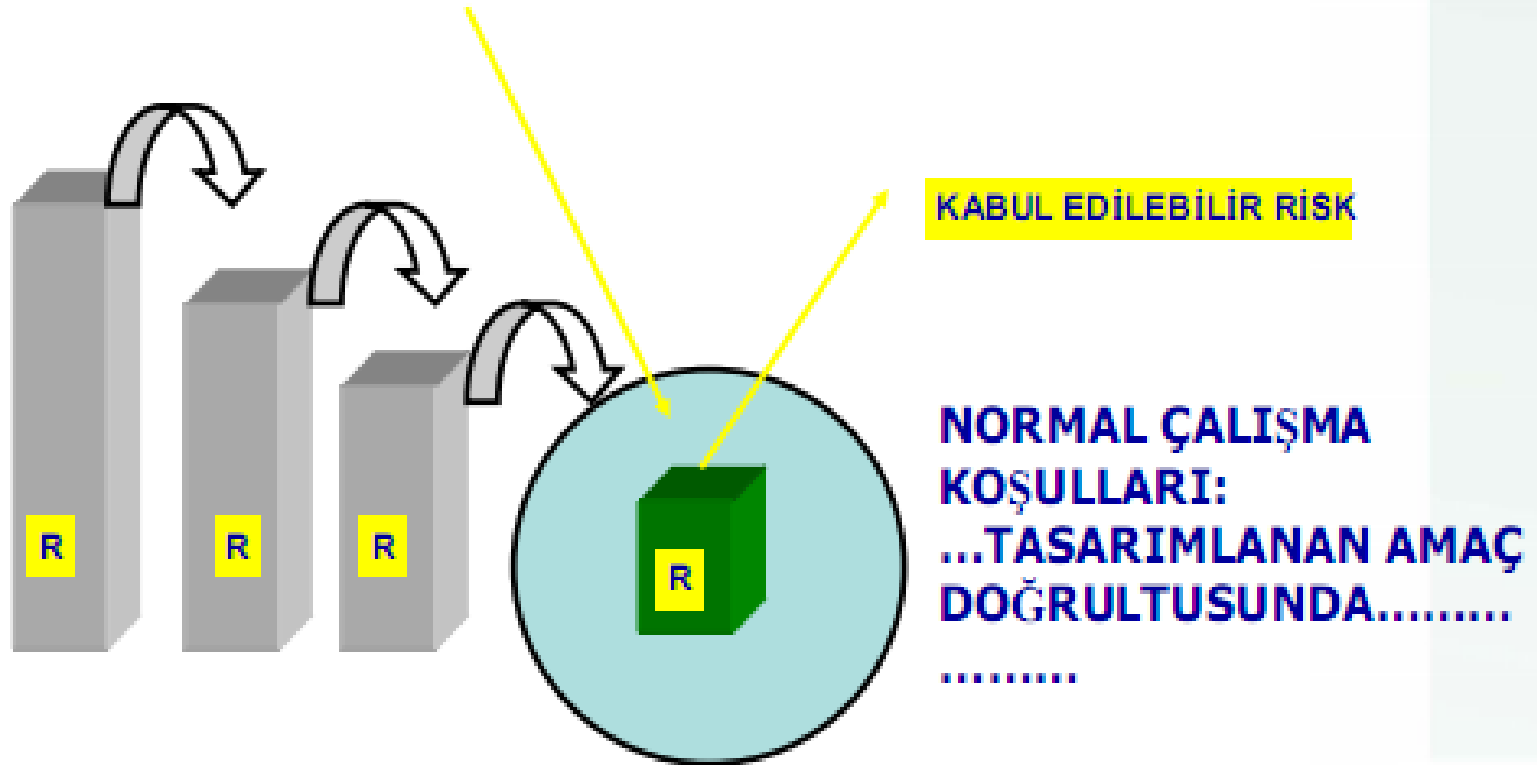 KABUL EDİLEBİLİR RİSK
NORMAL ÇALIŞMA
KOŞULLARI:
...TASARIMLANAN AMAÇ
DOĞRULTUSUNDA.........
.........
R
R
R
R